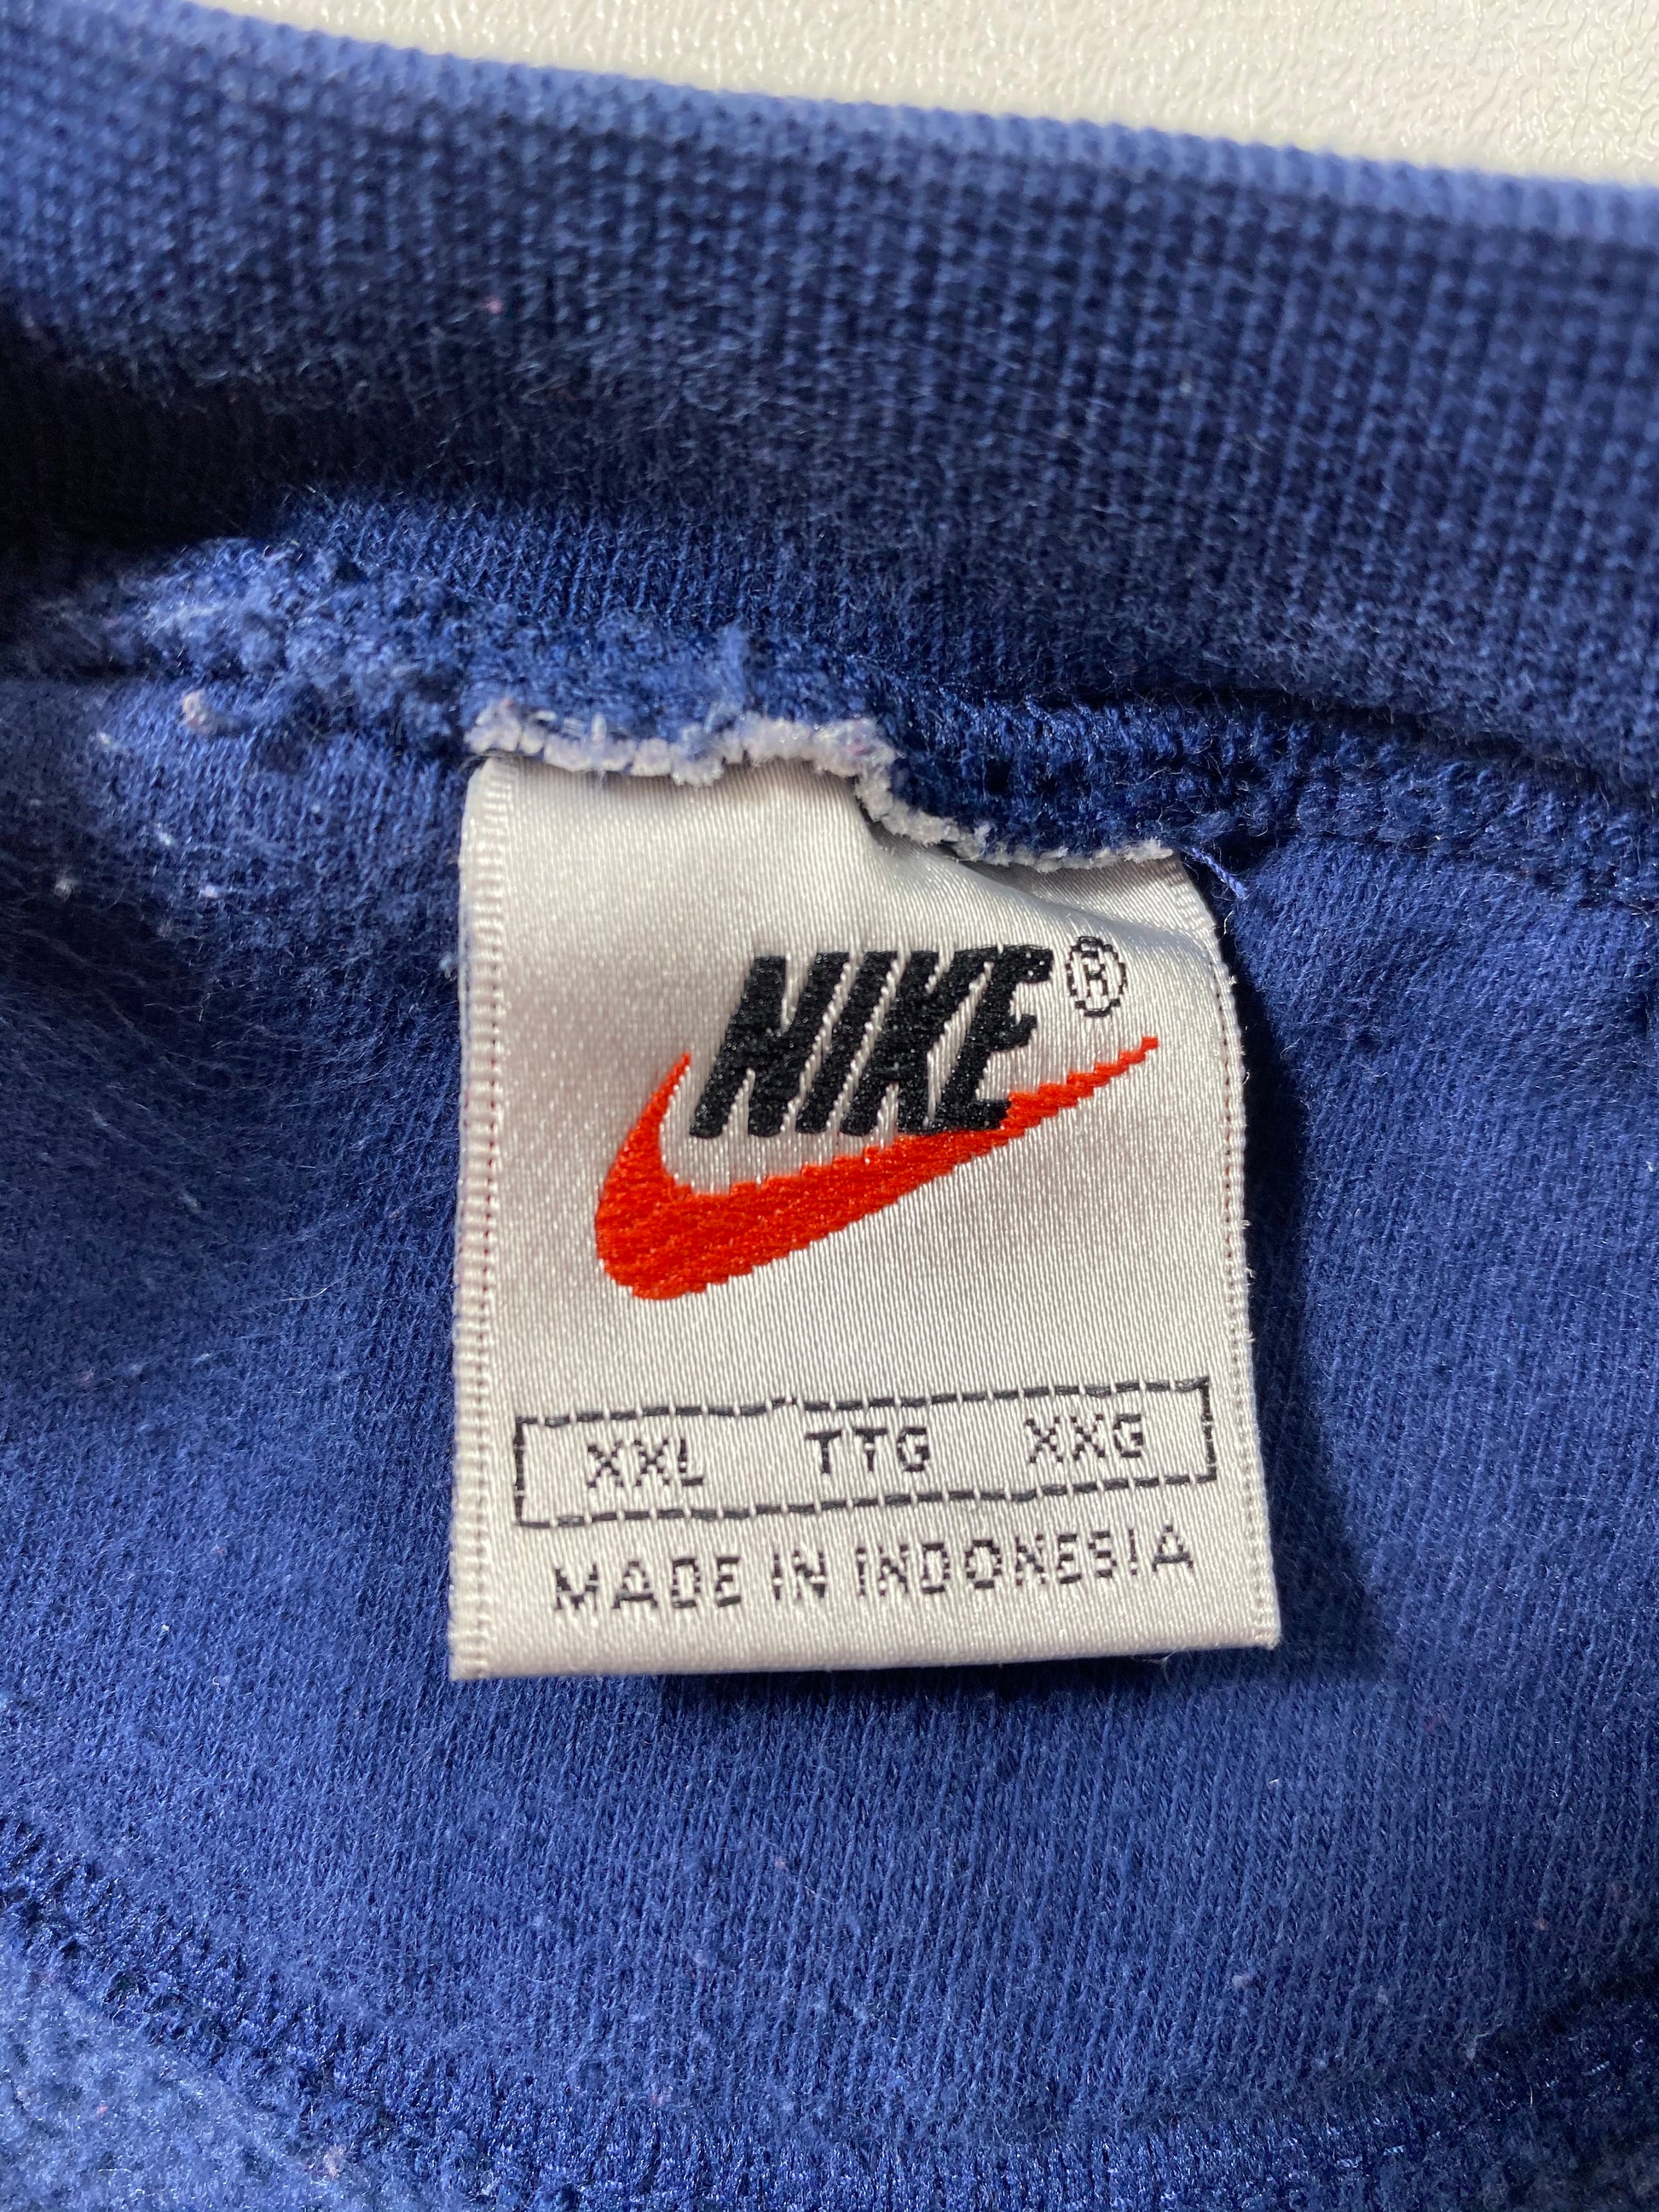 NIKE®
XXL TTG XXG
MADE IN INDONESIA